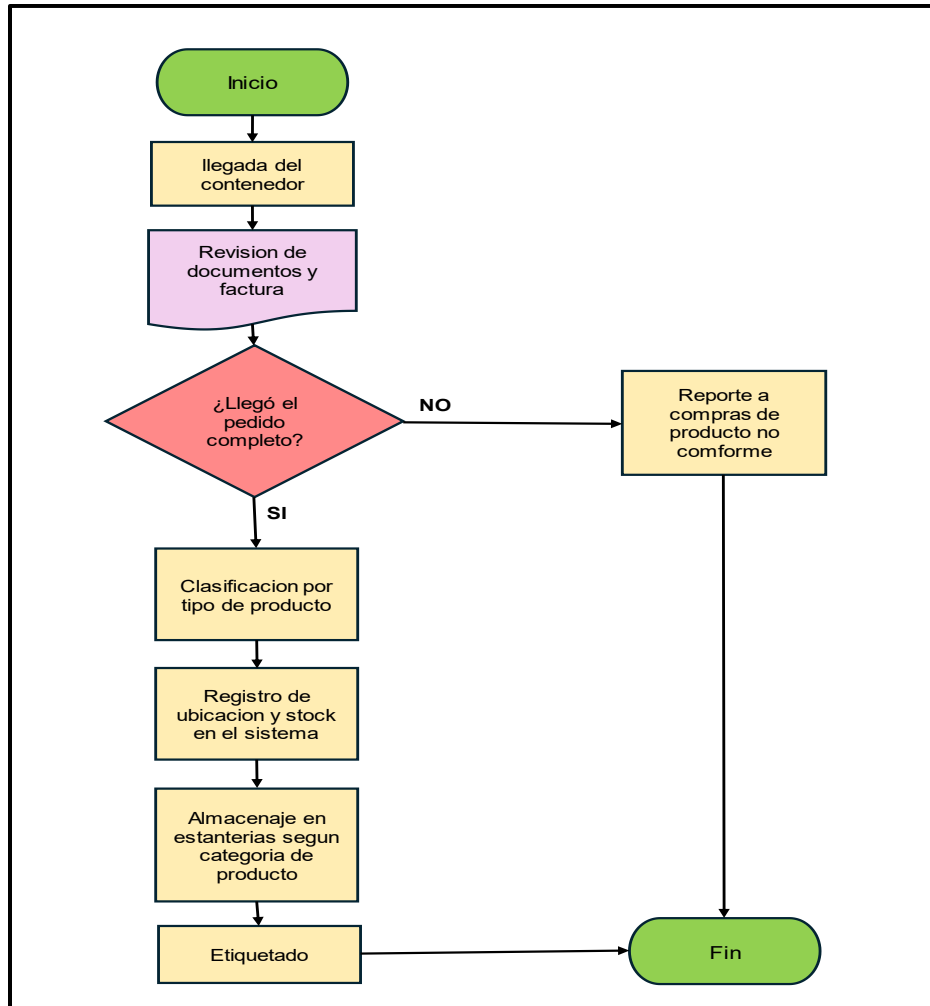 Inicio
llegada del
contenedor
Revision de
documentos y
factura
¿Llegó el
pedido
completo?
NO
Reporte a
compras de
producto no
comforme
SI
Clasificacion por
tipo de producto
Registro de
ubicacion y stock
en el sistema
Almacenaje en
estanterias segun
categoria de
producto
Etiquetado
Fin